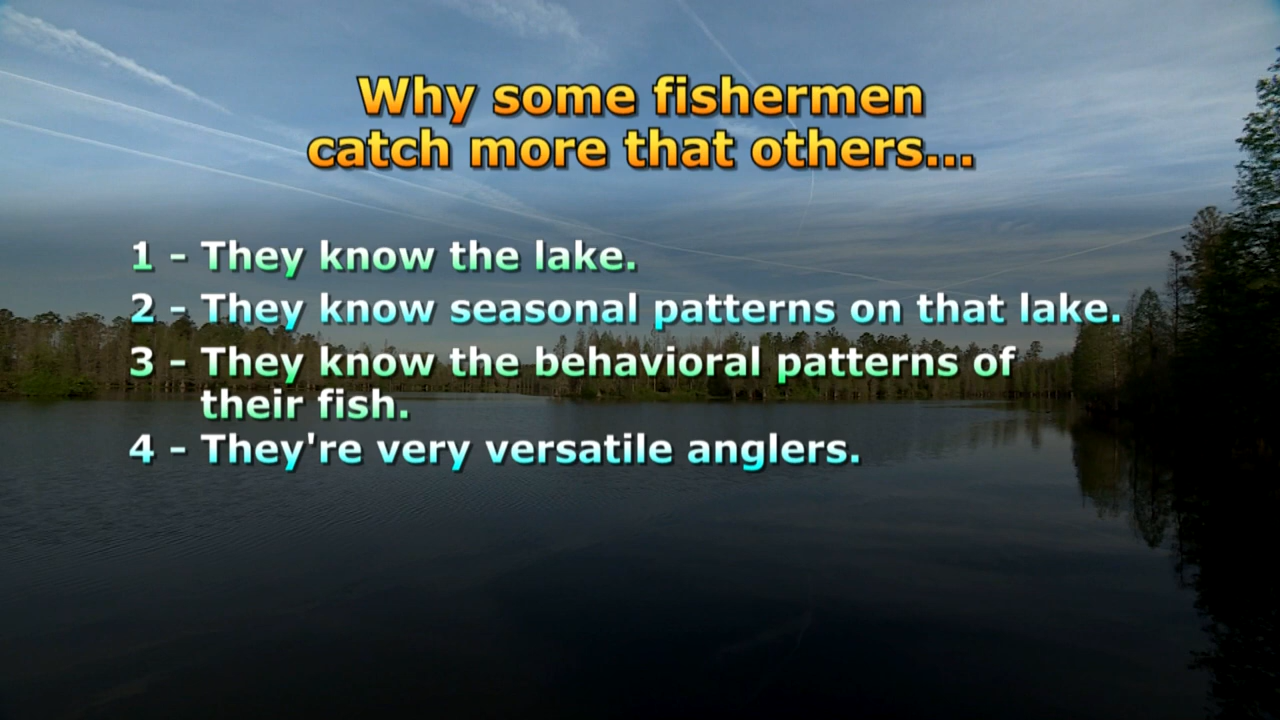 Why some fishermen
catch more that others...
1 - They know the lake.
2 - They know seasonal patterns on that lake.
3 - They know the behavioral patterns of
their fish.
4 - They're very versatile anglers.